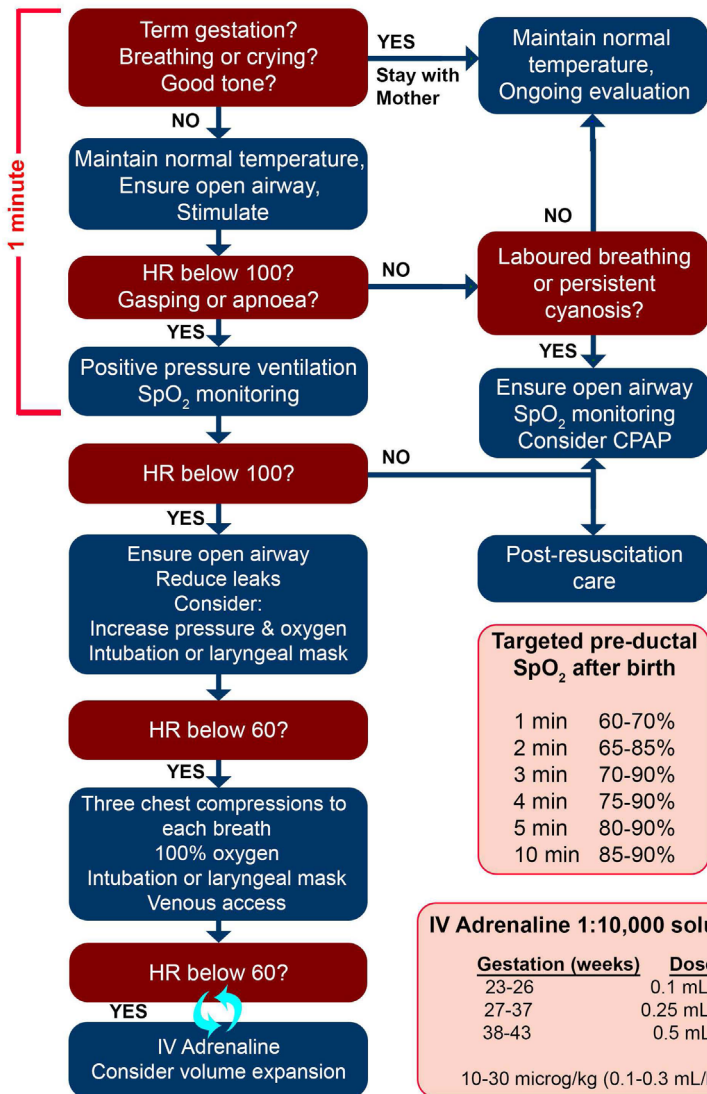 1 minute
Term gestation?
Breathing or crying?
Good tone?
YES
Stay with
Mother
Maintain normal
temperature,
Ongoing evaluation
NO
Maintain normal temperature,
Ensure open airway,
Stimulate
NO
HR below 100?
Gasping or apnoea?
NO
Laboured breathing
or persistent
cyanosis?
YES
YES
Positive pressure ventilation
SpO₂ monitoring
Ensure open airway
SpO₂ monitoring
Consider CPAP
HR below 100?
NO
YES
Ensure open airway
Reduce leaks
Consider:
Increase pressure & oxygen
Intubation or laryngeal mask
Post-resuscitation
care
Targeted pre-ductal
SpO₂ after birth
1 min 60-70%
2 min 65-85%
3 min 70-90%
4 min 75-90%
5 min 80-90%
10 min 85-90%
HR below 60?
YES
Three chest compressions to
each breath
100% oxygen
Intubation or laryngeal mask
Venous access
HR below 60?
YES
IV Adrenaline
Consider volume expansion
IV Adrenaline 1:10,000
Gestation (weeks) Dose
23-26 0.1 mL
27-37 0.25 mL
38-43 0.5 mL
10-30 microg/kg (0.1-0.3